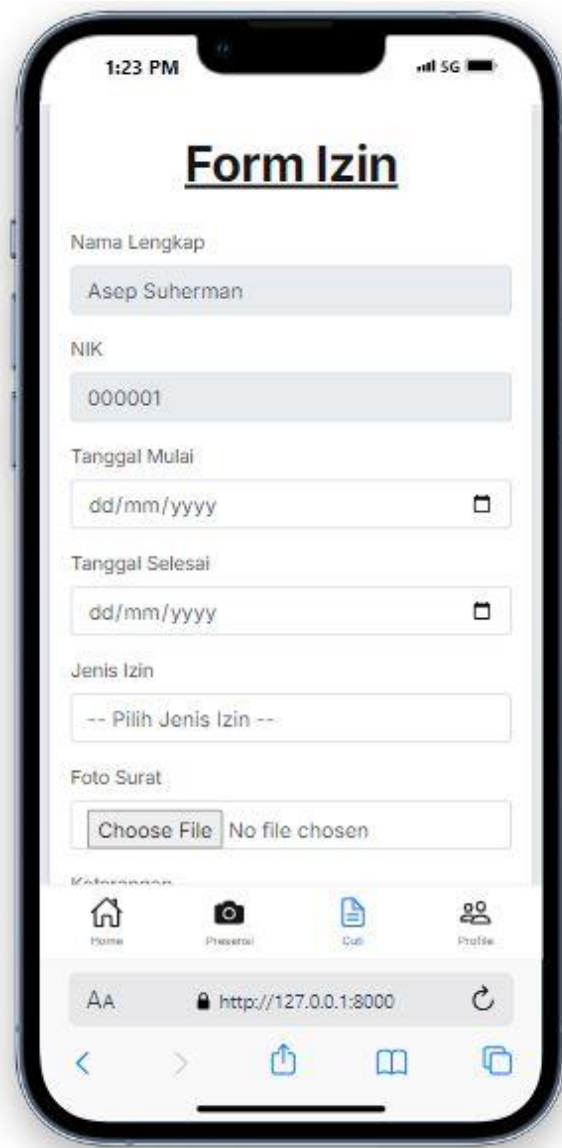 1:23 PM 5G
Form Izin
Nama Lengkap
Asep Suherman
NIK
000001
Tanggal Mulai
dd/mm/yyyy
Tanggal Selesai
dd/mm/yyyy
Jenis Izin
-- Pilih Jenis Izin --
Foto Surat
Choose File No file chosen
Keterangan
Home Presensi Cuti Profile
AA http://127.0.0.1:8000